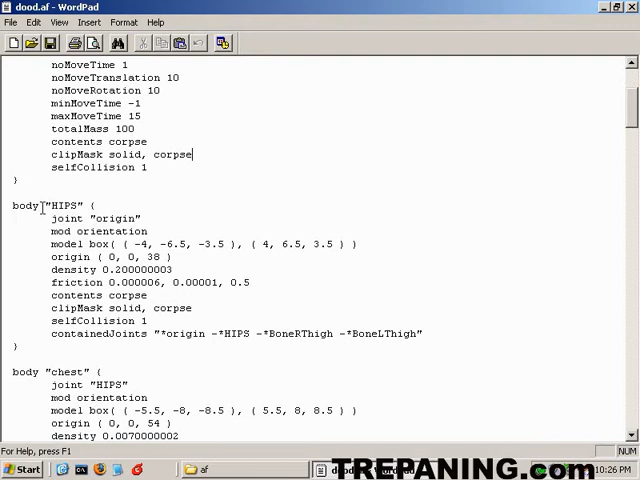 dood.af - WordPad
File Edit View Insert Format Help
noMoveTime 1
noMoveTranslation 10
noMoveRotation 10
minMoveTime -1
maxMoveTime 15
totalMass 100
contents corpse
clipMask solid, corpse
selfCollision 1
}
body "HIPS" {
joint "origin"
mod orientation
model box( ( -4, -6.5, -3.5 ), ( 4, 6.5, 3.5 ) )
origin ( 0, 0, 38 )
density 0.200000003
friction 0.000006, 0.00001, 0.5
contents corpse
clipMask solid, corpse
selfCollision 1
containedJoints "*origin -*HIPS -*BoneRThigh -*BoneLThigh"
}
body "chest" {
joint "HIPS"
mod orientation
model box( ( -5.5, -8, -8.5 ), ( 5.5, 8, 8.5 ) )
origin ( 0, 0, 54 )
density 0.0070000002
For Help, press F1 NUM
Start af 10:26 PM
TREPANING.com